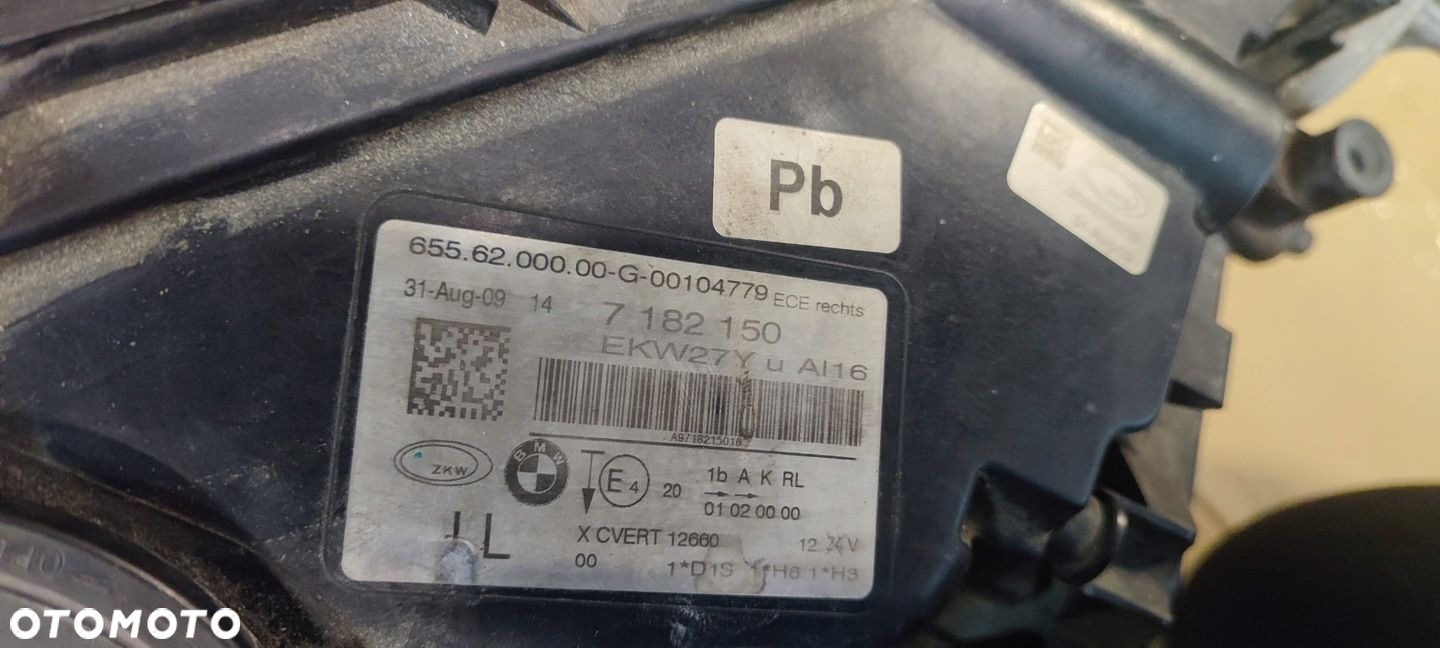 Pb
655.62.000.00-G-00104779 ECE rechts
31-Aug-09 14 7 182 150
EKW27Y u AI16
A9718215018
ZKW BMW E4 20 1b A K RL
01 02 00 00
LL X CVERT 12660 12 24V
00 1*D1S 1*H8 1*H3
OTOMOTO